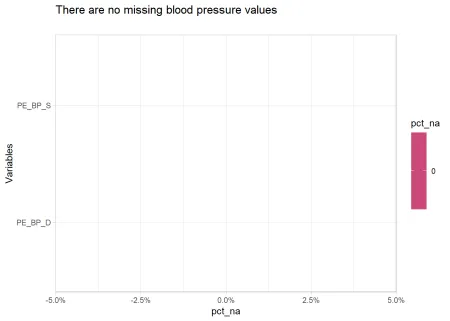 There are no missing blood pressure values
PE_BP_S
PE_BP_D
Variables
-5.0%
-2.5%
0.0%
2.5%
5.0%
pct_na
pct_na
0